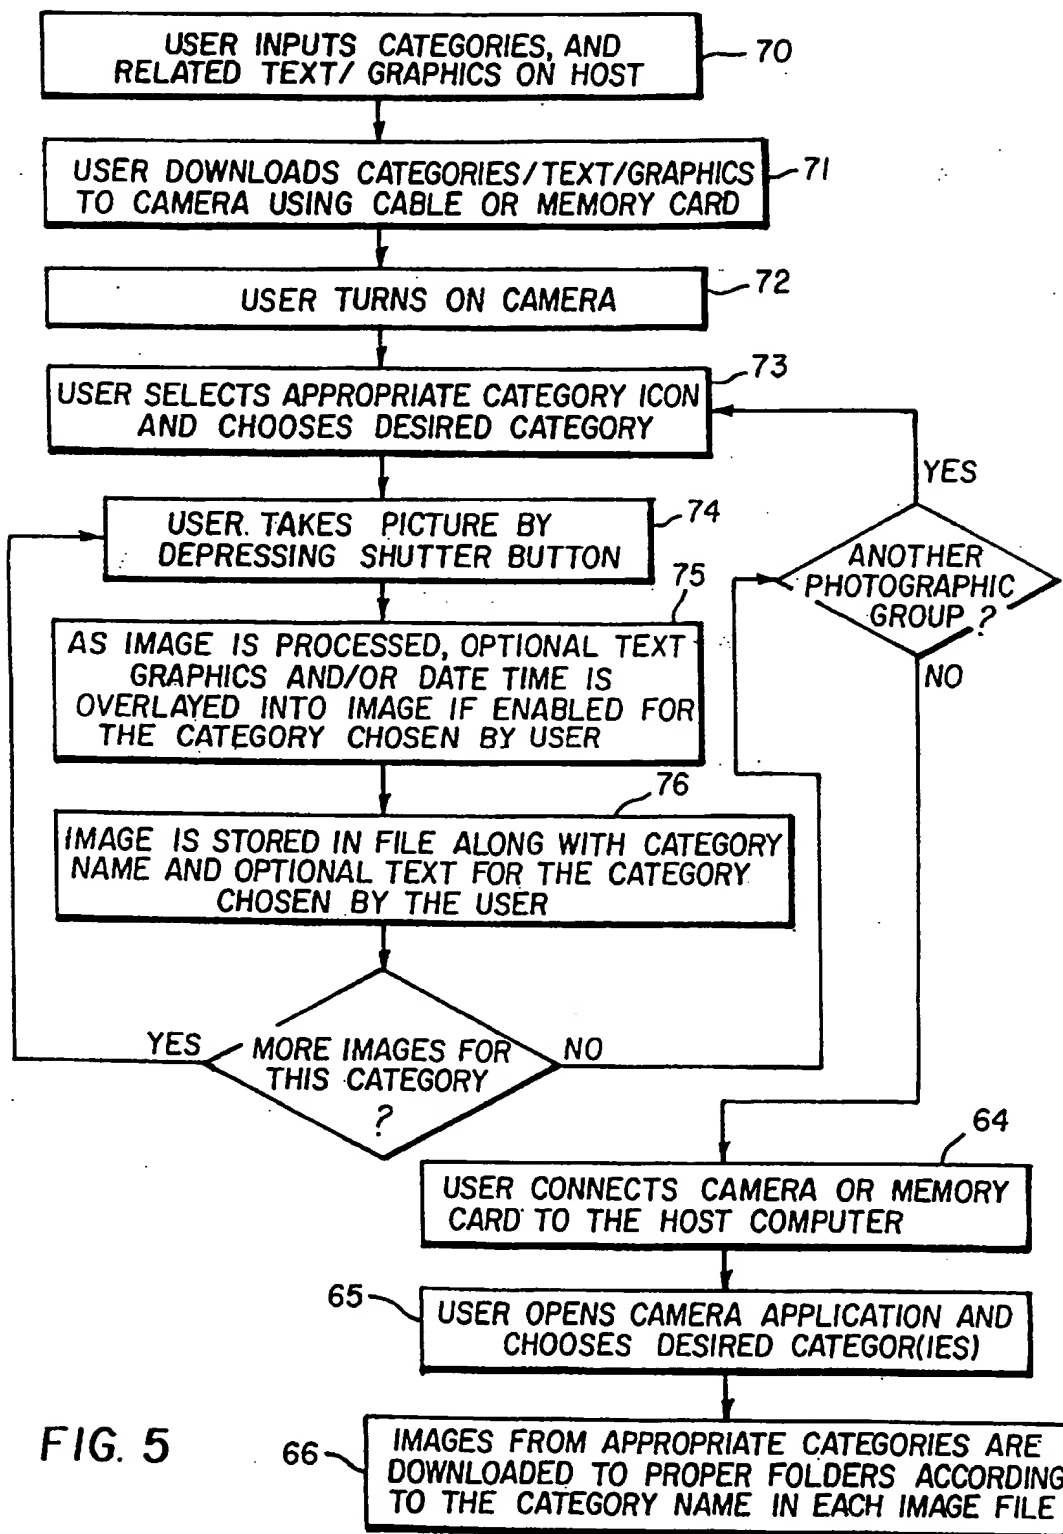 USER INPUTS CATEGORIES, AND
RELATED TEXT/ GRAPHICS ON HOST
70
USER DOWNLOADS CATEGORIES/TEXT/GRAPHICS
TO CAMERA USING CABLE OR MEMORY CARD
71
USER TURNS ON CAMERA
72
USER SELECTS APPROPRIATE CATEGORY ICON
AND CHOOSES DESIRED CATEGORY
73
USER TAKES PICTURE BY
DEPRESSING SHUTTER BUTTON
74
YES
ANOTHER
PHOTOGRAPHIC
GROUP ?
NO
75
AS IMAGE IS PROCESSED, OPTIONAL TEXT
GRAPHICS AND/OR DATE TIME IS
OVERLAYED INTO IMAGE IF ENABLED FOR
THE CATEGORY CHOSEN BY USER
76
IMAGE IS STORED IN FILE ALONG WITH CATEGORY
NAME AND OPTIONAL TEXT FOR THE CATEGORY
CHOSEN BY THE USER
YES
MORE IMAGES FOR
THIS CATEGORY
?
NO
64
USER CONNECTS CAMERA OR MEMORY
CARD TO THE HOST COMPUTER
65
USER OPENS CAMERA APPLICATION AND
CHOOSES DESIRED CATEGOR(IES)
66
IMAGES FROM APPROPRIATE CATEGORIES ARE
DOWNLOADED TO PROPER FOLDERS ACCORDING
TO THE CATEGORY NAME IN EACH IMAGE FILE
FIG. 5